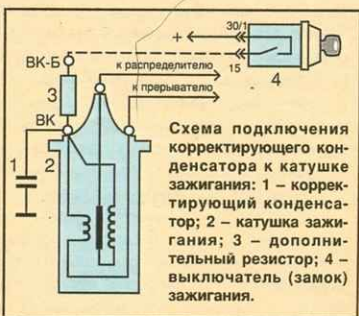 30/1
+
ВК-Б
к распределителю
15
4
3
к прерывателю
ВК
1
2
Схема подключения
корректирующего кон-
денсатора к катушке
зажигания: 1 – коррек-
тирующий конденса-
тор; 2 – катушка зажи-
гания; 3 – дополни-
тельный резистор; 4 –
выключатель (замок)
зажигания.